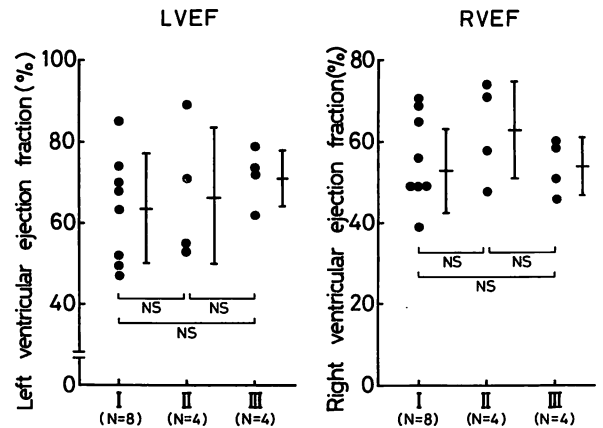 LVEF
Left ventricular ejection fraction (%)
100
80
60
40
0
NS
NS
NS
I
II
III
(N=8)
(N=4)
(N=4)
RVEF
Right ventricular ejection fraction(%)
80
60
40
20
0
NS
NS
NS
I
II
III
(N=8)
(N=4)
(N=4)